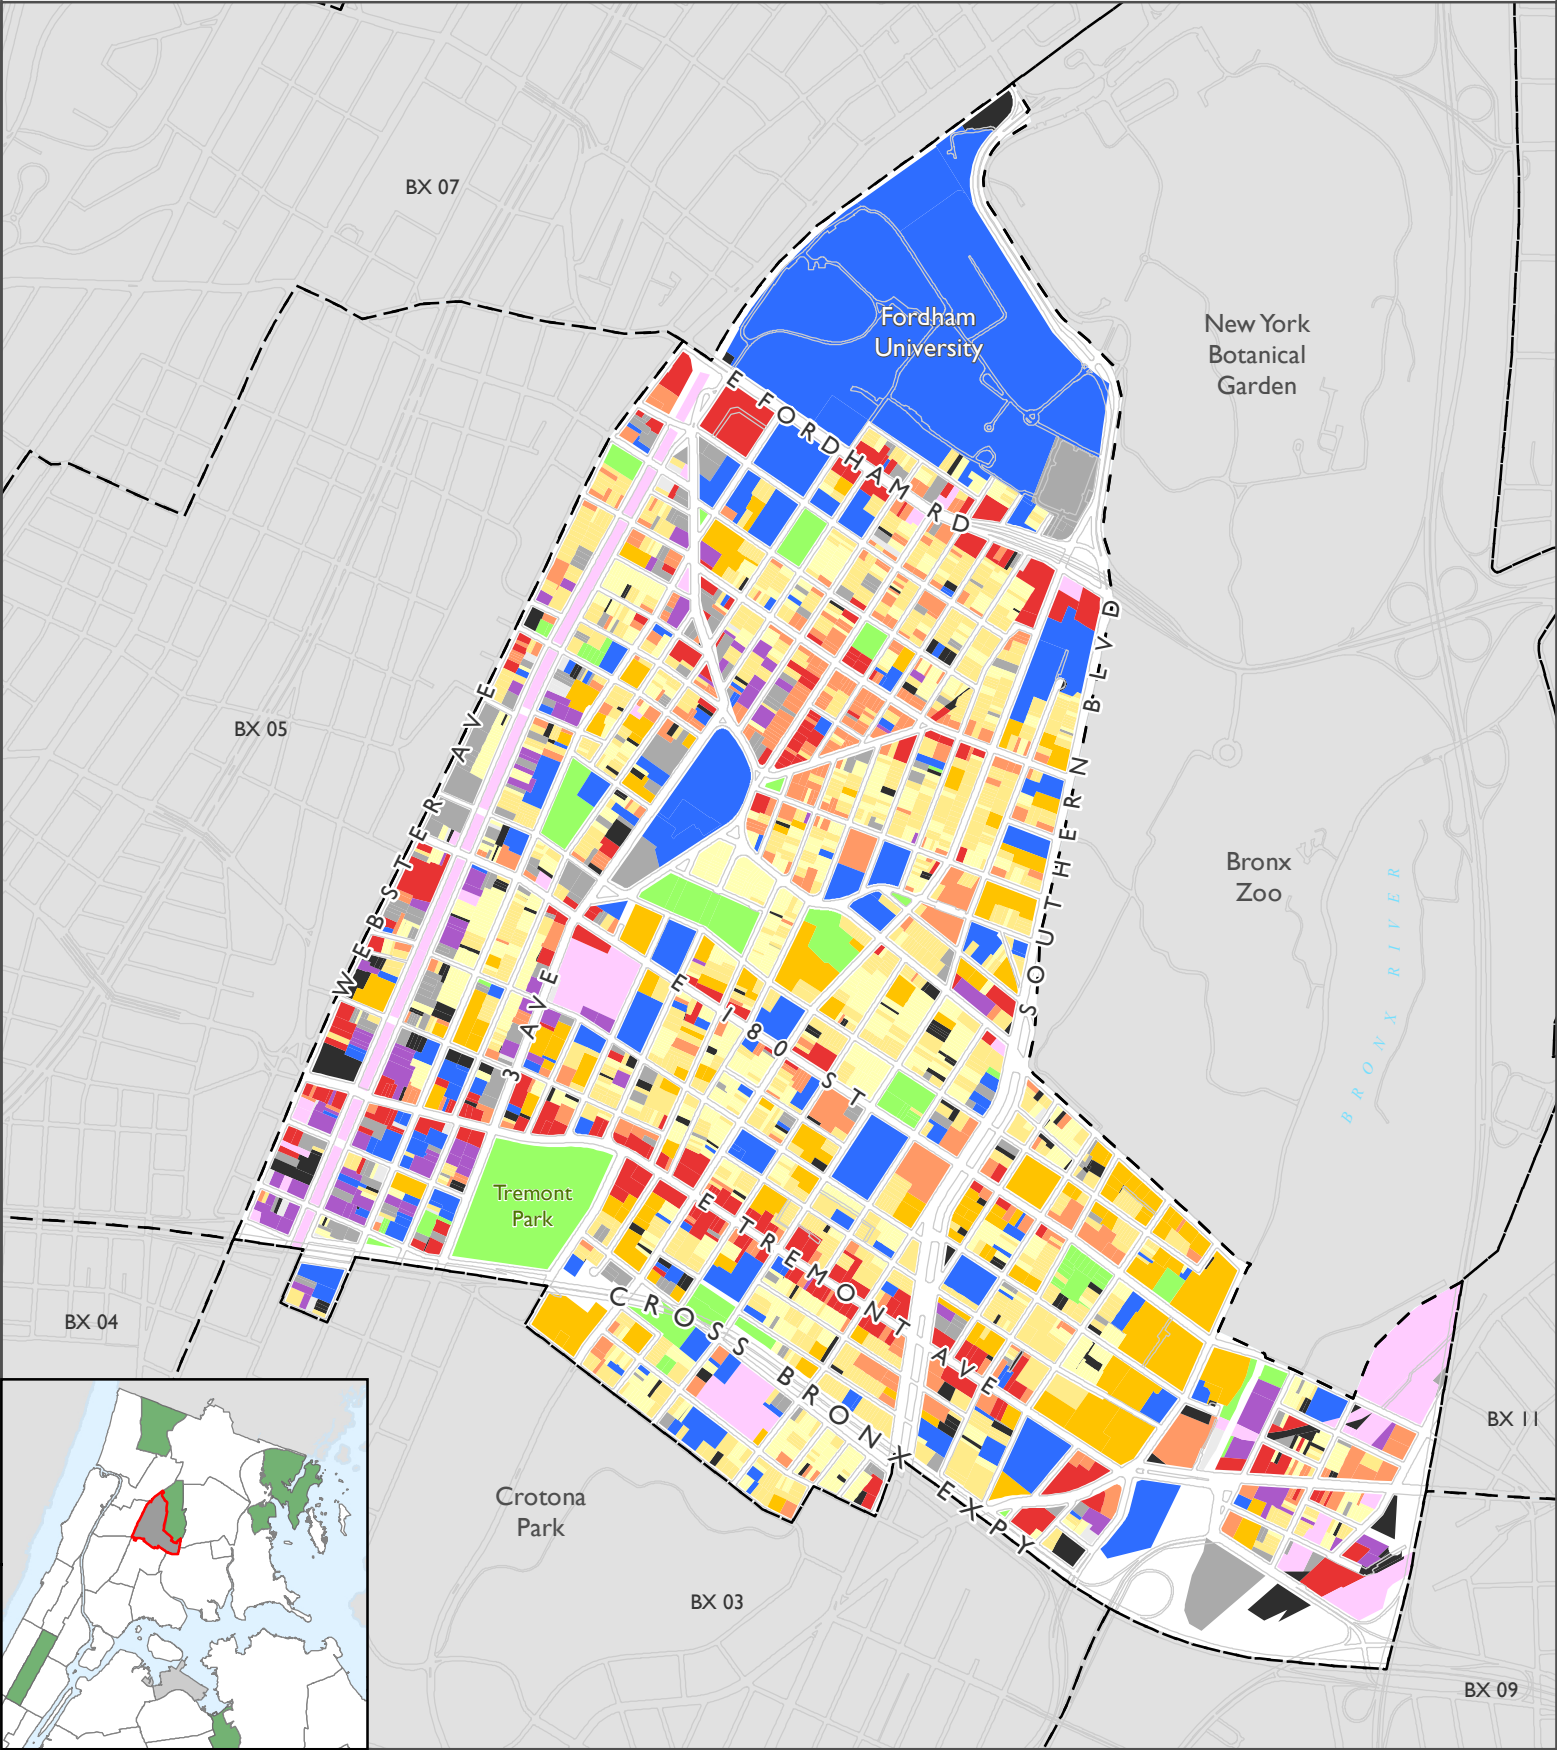 BX 07
Fordham
University
New York
Botanical
Garden
E FORDHAM RD
BX 05
WEBSTER AVE
SOUTHERN BLVD
Bronx
Zoo
BRONX RIVER
3 AVE
E 180 ST
Tremont
Park
E TREMONT AVE
CROSS BRONX EXPY
BX 04
BX 11
Crotona
Park
BX 03
BX 09